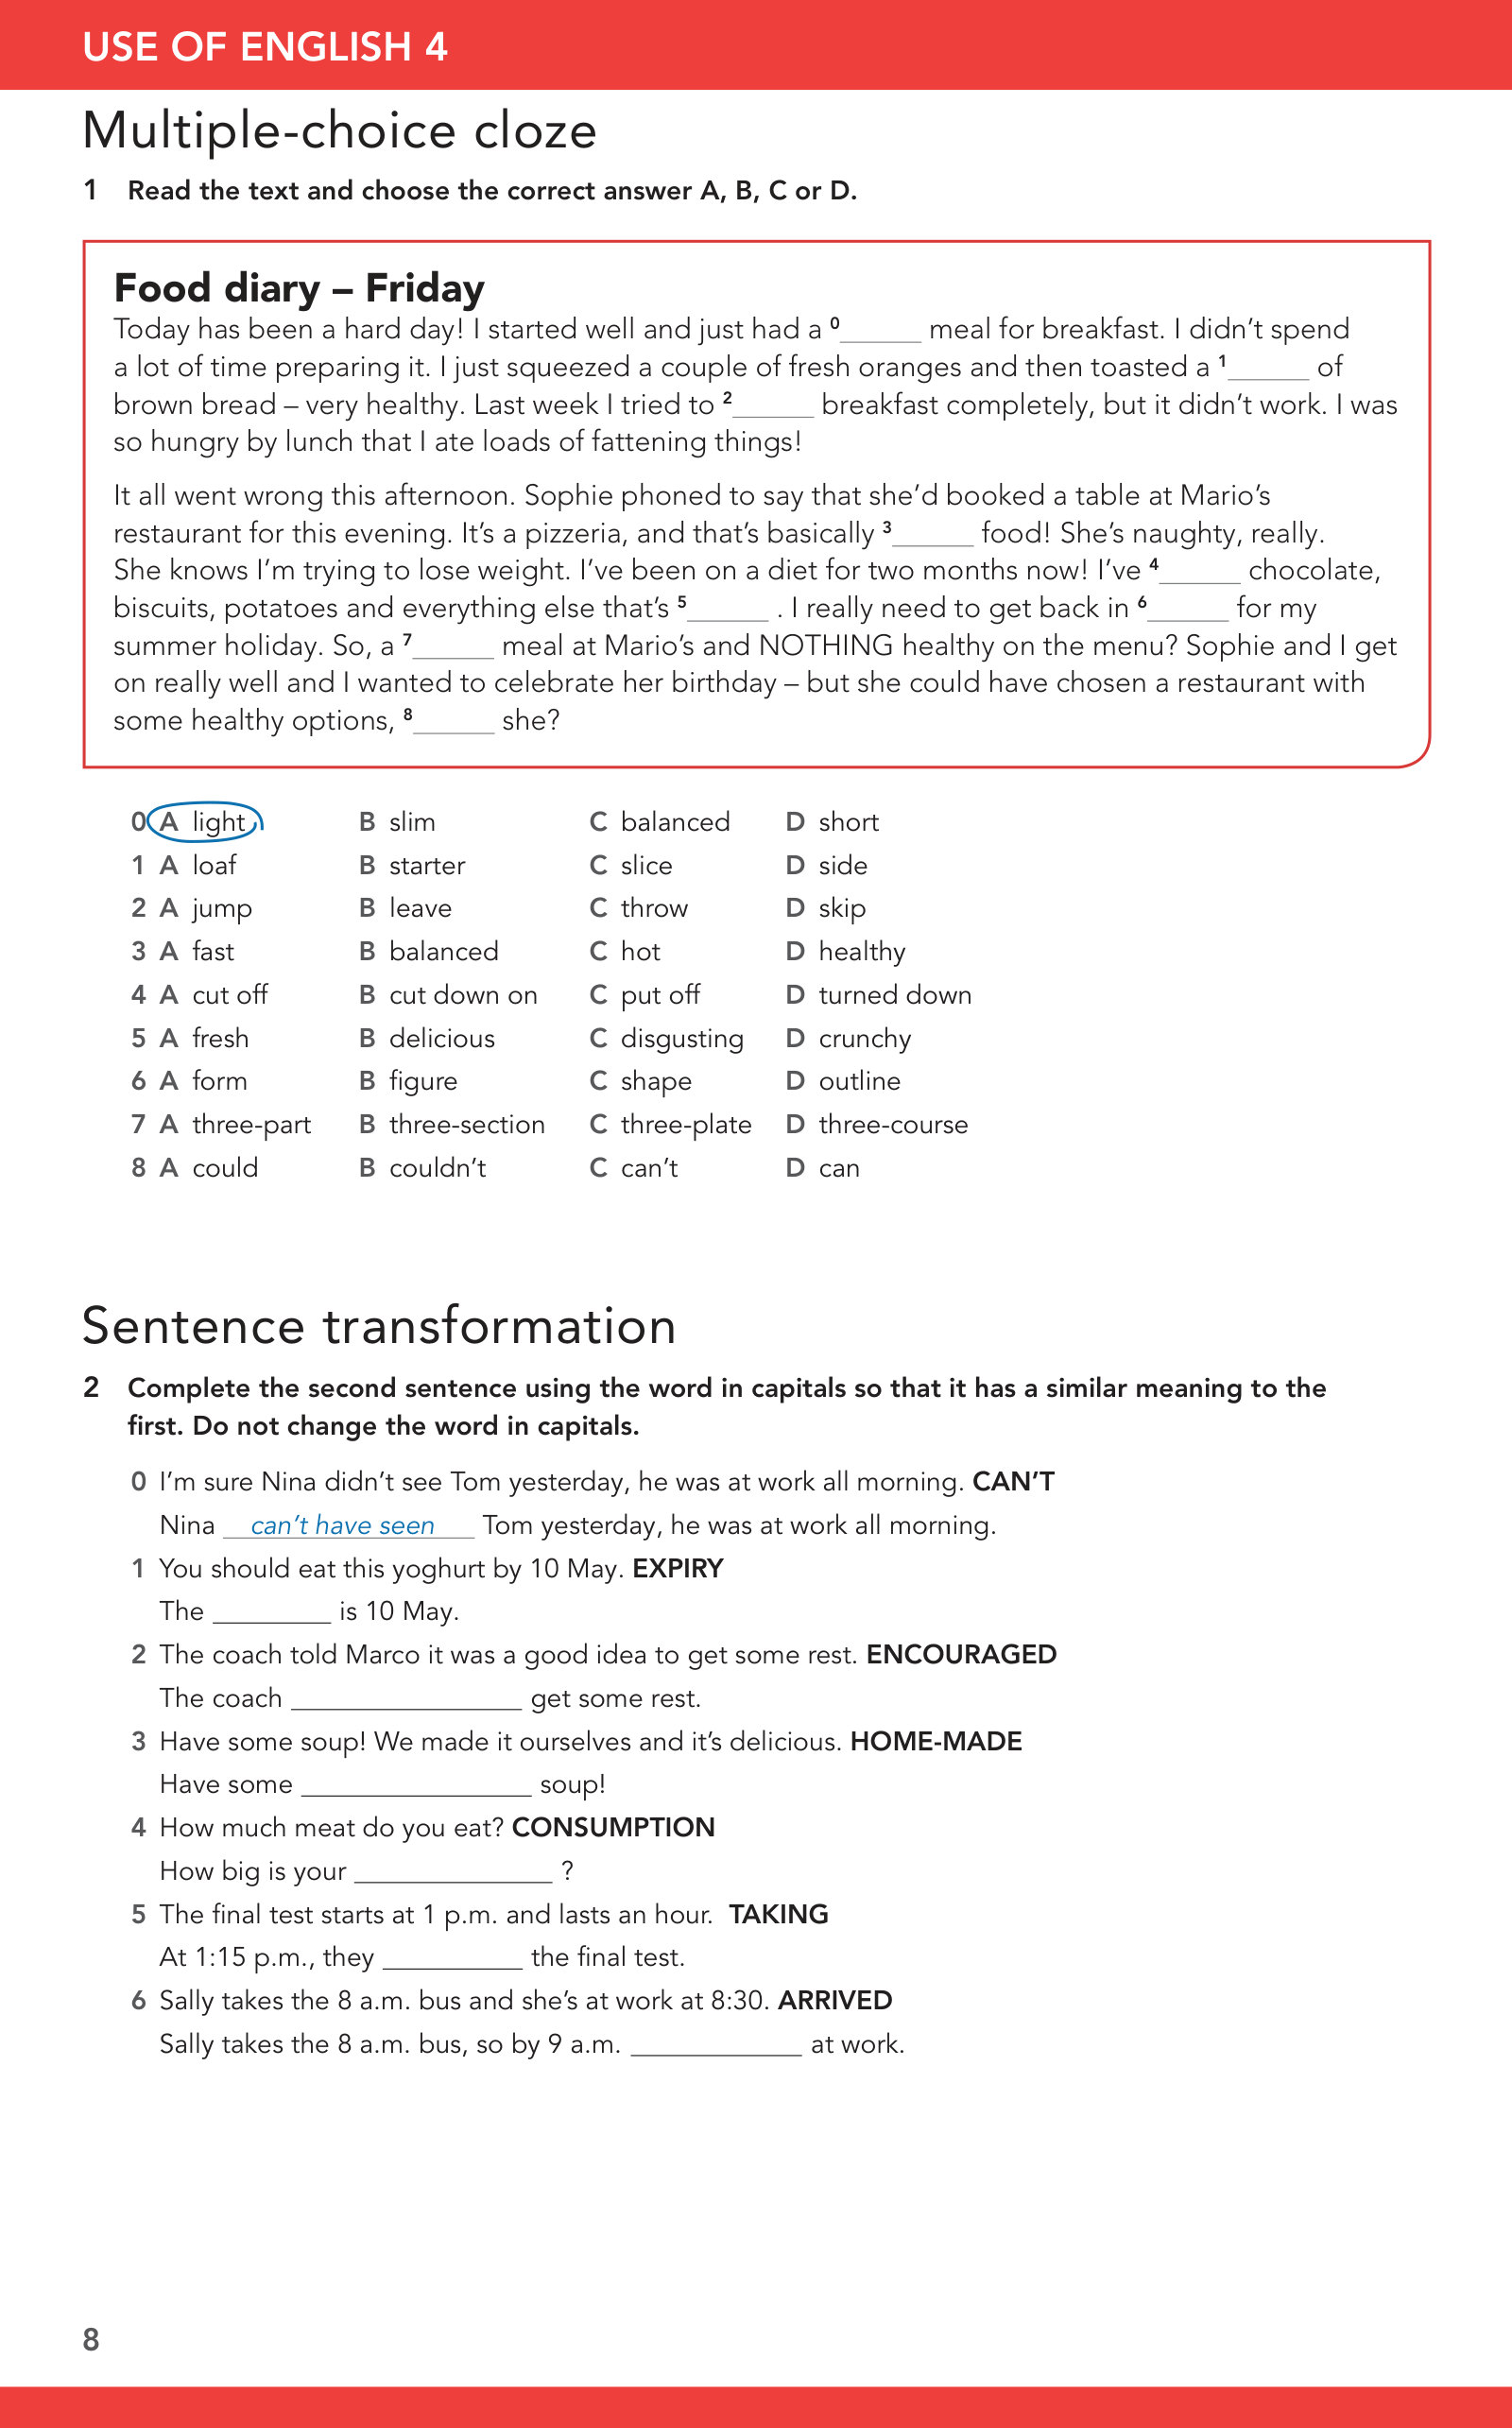 USE OF ENGLISH 4
Multiple-choice cloze
1 Read the text and choose the correct answer A, B, C or D.
Food diary – Friday
Today has been a hard day! I started well and just had a 0______ meal for breakfast. I didn’t spend
a lot of time preparing it. I just squeezed a couple of fresh oranges and then toasted a 1______ of
brown bread – very healthy. Last week I tried to 2______ breakfast completely, but it didn’t work. I was
so hungry by lunch that I ate loads of fattening things!
It all went wrong this afternoon. Sophie phoned to say that she’d booked a table at Mario’s
restaurant for this evening. It’s a pizzeria, and that’s basically 3______ food! She’s naughty, really.
She knows I’m trying to lose weight. I’ve been on a diet for two months now! I’ve 4______ chocolate,
biscuits, potatoes and everything else that’s 5______ . I really need to get back in 6______ for my
summer holiday. So, a 7______ meal at Mario’s and NOTHING healthy on the menu? Sophie and I get
on really well and I wanted to celebrate her birthday – but she could have chosen a restaurant with
some healthy options, 8______ she?
0 A light B slim C balanced D short
1 A loaf B starter C slice D side
2 A jump B leave C throw D skip
3 A fast B balanced C hot D healthy
4 A cut off B cut down on C put off D turned down
5 A fresh B delicious C disgusting D crunchy
6 A form B figure C shape D outline
7 A three-part B three-section C three-plate D three-course
8 A could B couldn’t C can’t D can
Sentence transformation
2 Complete the second sentence using the word in capitals so that it has a similar meaning to the
first. Do not change the word in capitals.
0 I’m sure Nina didn’t see Tom yesterday, he was at work all morning. CAN’T
Nina can’t have seen Tom yesterday, he was at work all morning.
1 You should eat this yoghurt by 10 May. EXPIRY
The ________ is 10 May.
2 The coach told Marco it was a good idea to get some rest. ENCOURAGED
The coach ________________ get some rest.
3 Have some soup! We made it ourselves and it’s delicious. HOME-MADE
Have some ________________ soup!
4 How much meat do you eat? CONSUMPTION
How big is your ______________ ?
5 The final test starts at 1 p.m. and lasts an hour. TAKING
At 1:15 p.m., they __________ the final test.
6 Sally takes the 8 a.m. bus and she’s at work at 8:30. ARRIVED
Sally takes the 8 a.m. bus, so by 9 a.m. ____________ at work.
8